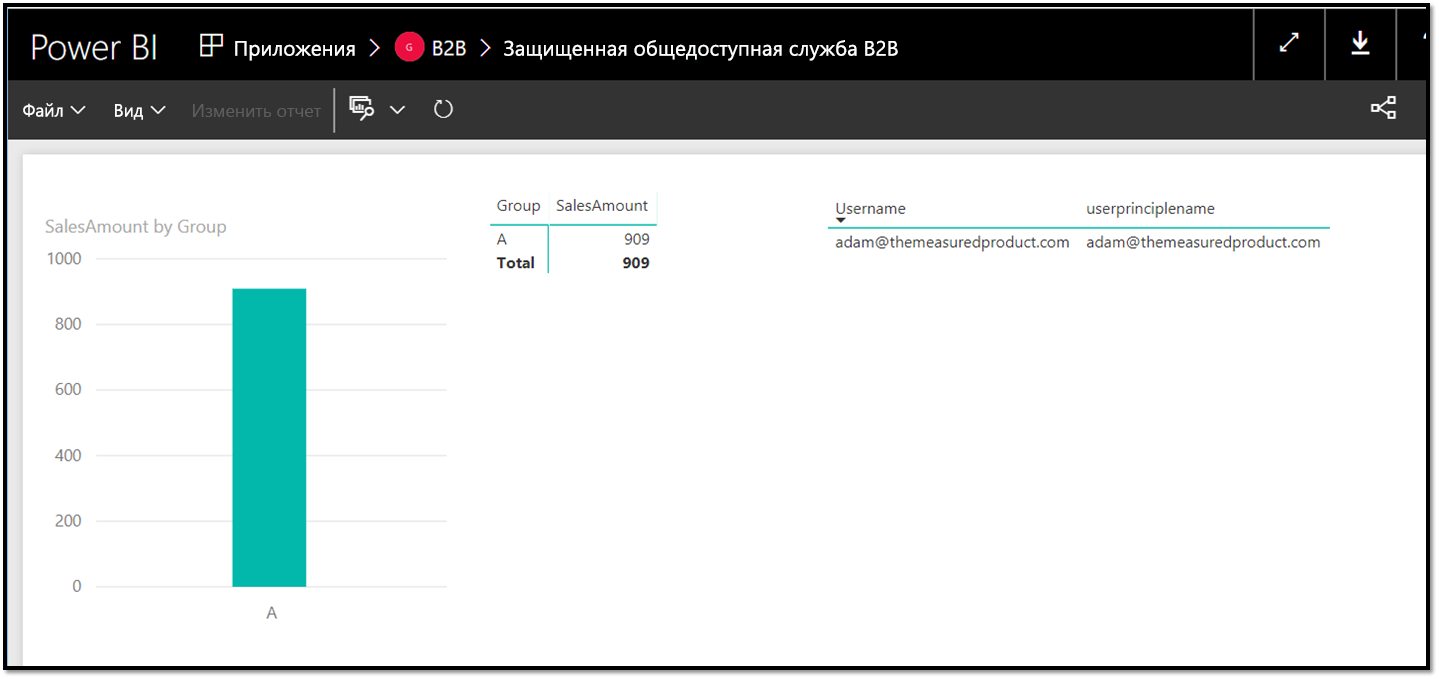 Power BI Приложения > G B2B > Защищенная общедоступная служба B2B
Файл Вид Изменить отчет
SalesAmount by Group
1000
800
600
400
200
0
A
Group SalesAmount
A 909
Total 909
Username userprinciplename
adam@themeasuredproduct.com adam@themeasuredproduct.com